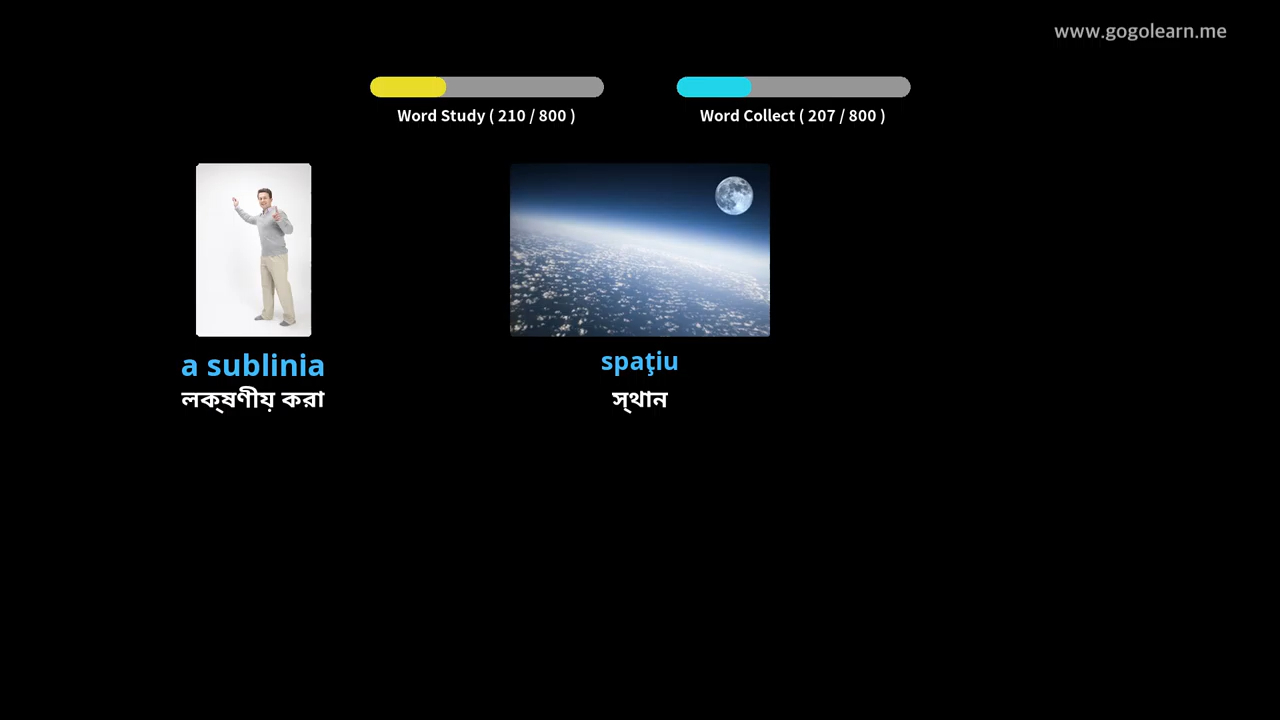 www.gogolearn.me
Word Study ( 210 / 800 )
Word Collect ( 207 / 800 )
a sublinia
লক্ষণীয় করা
spaţiu
স্থান